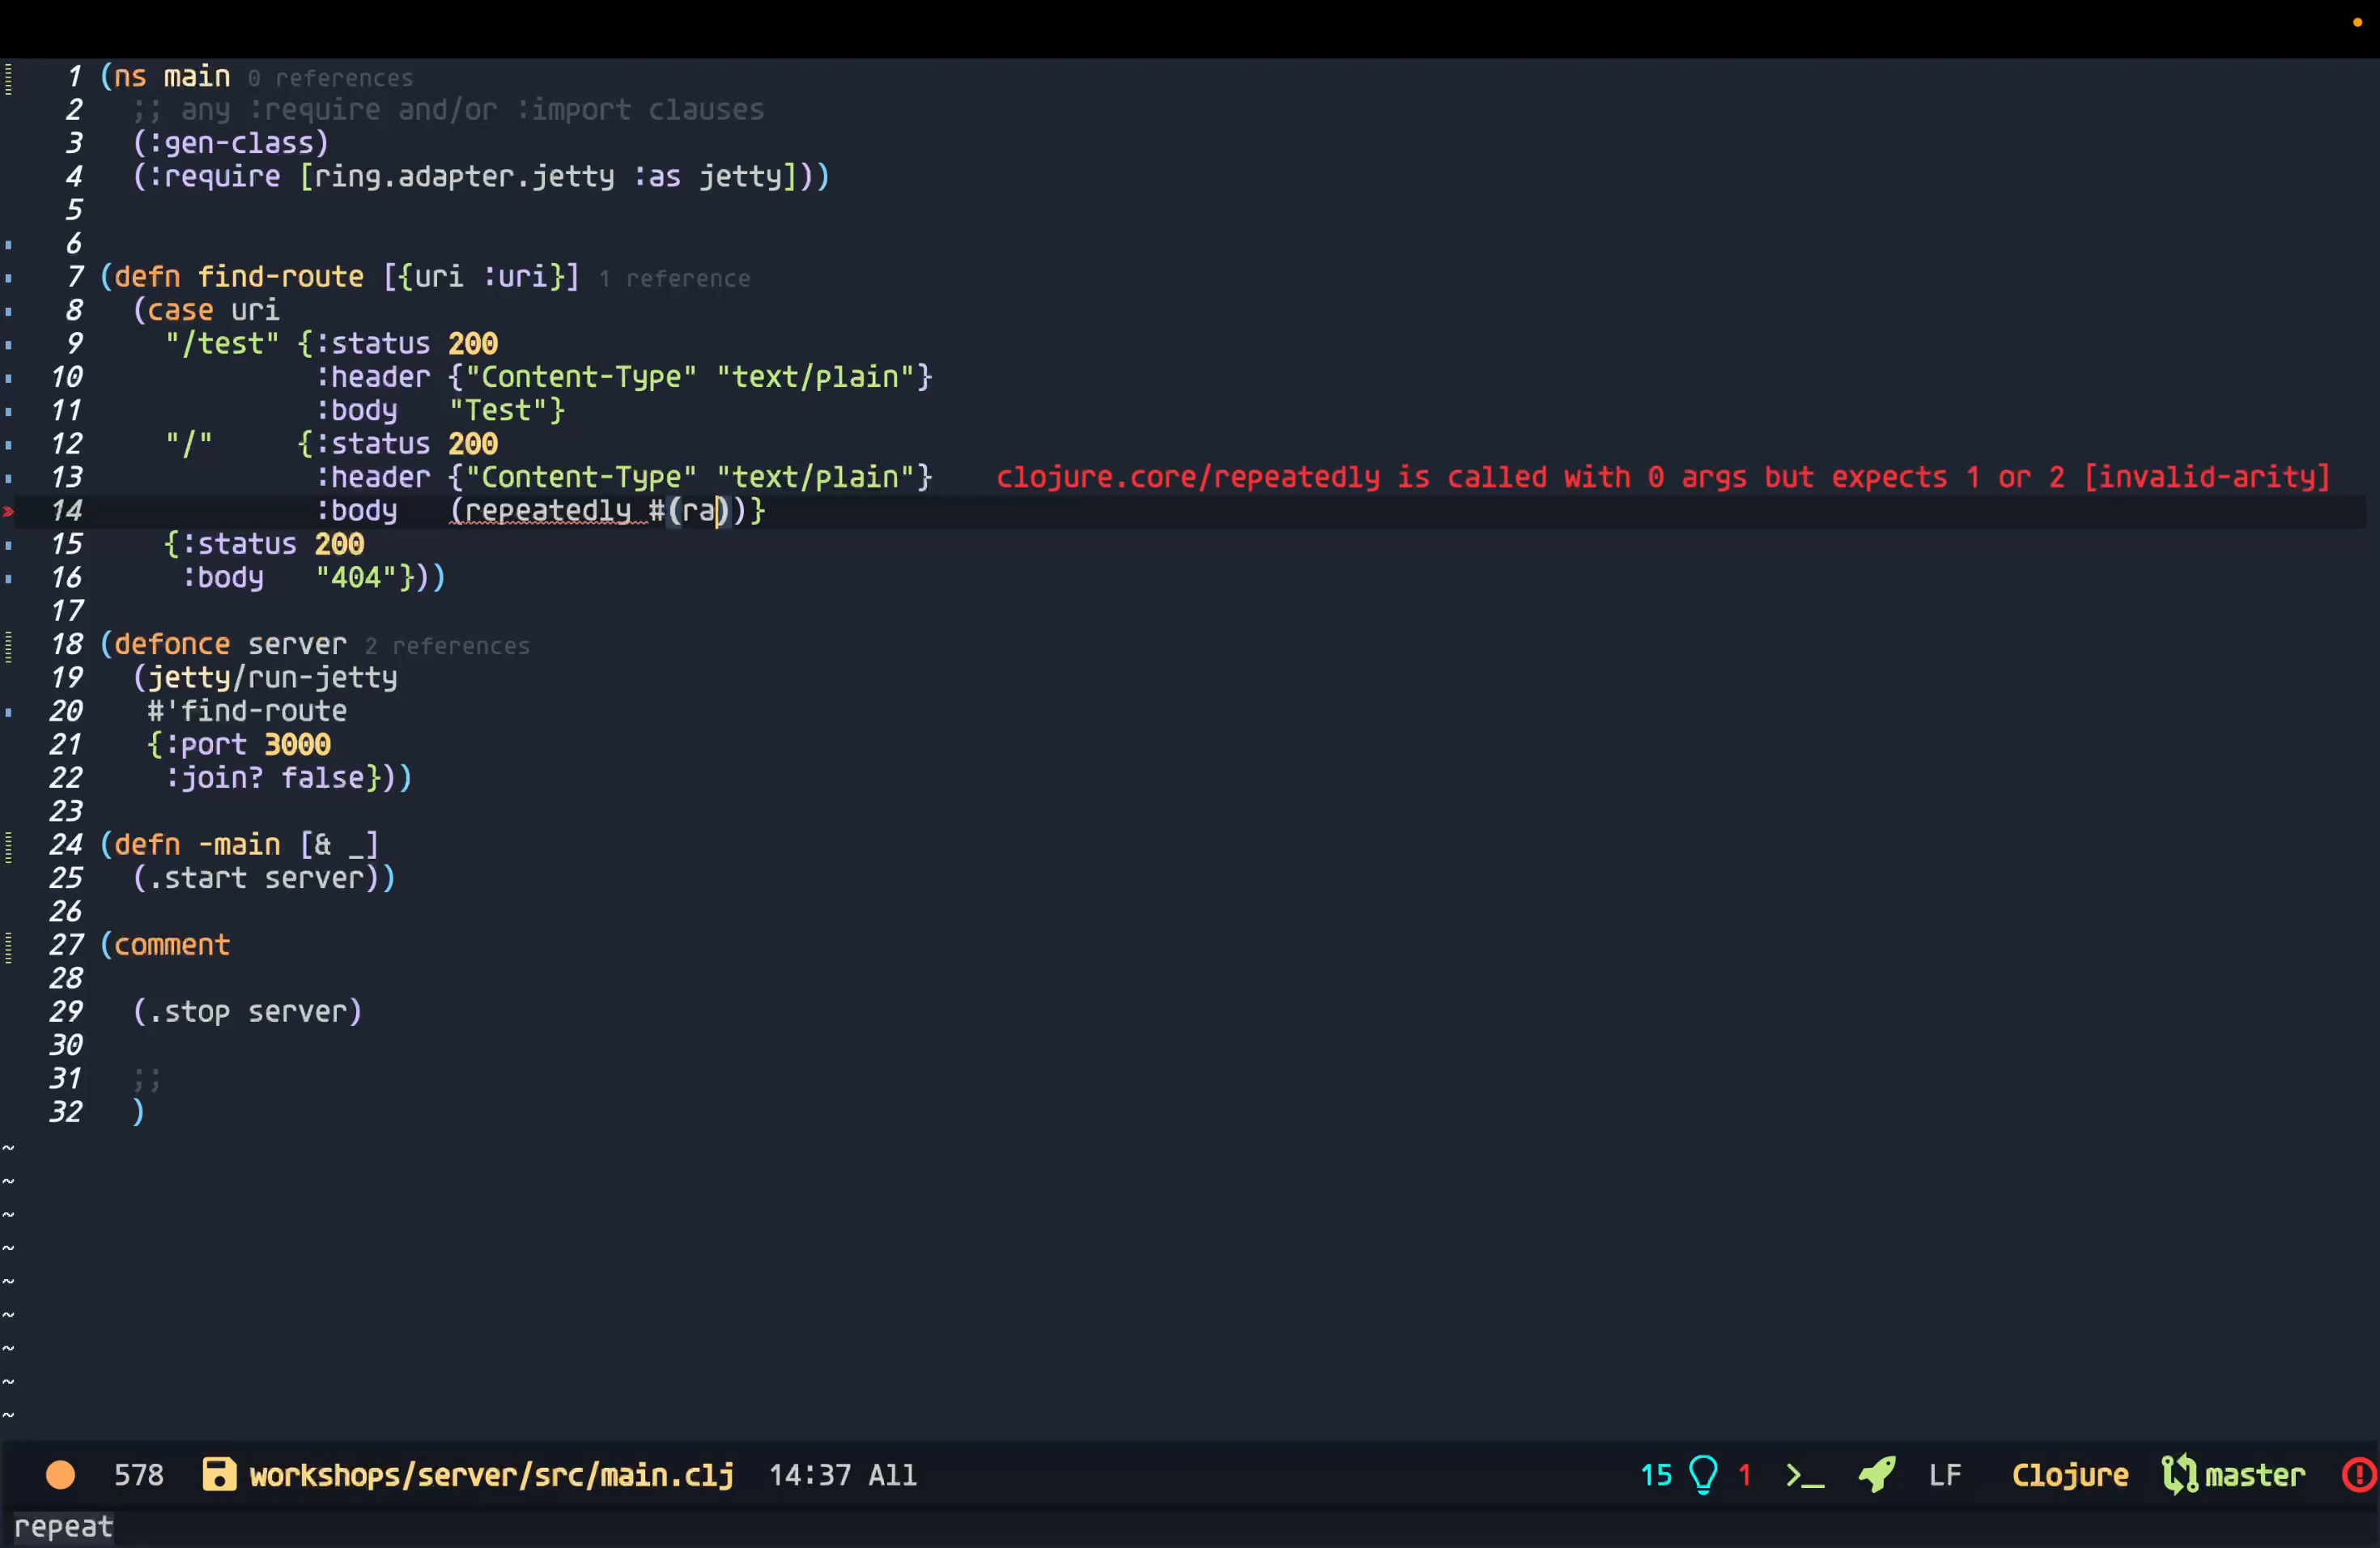 1 (ns main 0 references
2   ;; any :require and/or :import clauses
3   (:gen-class)
4   (:require [ring.adapter.jetty :as jetty]))
5
6
7 (defn find-route [{uri :uri}] 1 reference
8   (case uri
9     "/test" {:status 200
10              :header {"Content-Type" "text/plain"}
11              :body   "Test"}
12     "/"     {:status 200
13              :header {"Content-Type" "text/plain"}    clojure.core/repeatedly is called with 0 args but expects 1 or 2 [invalid-arity]
» 14              :body   (repeatedly #(ra))}
15     {:status 200
16      :body   "404"}))
17
18 (defonce server 2 references
19   (jetty/run-jetty
20    #'find-route
21    {:port 3000
22     :join? false}))
23
24 (defn -main [& _]
25   (.start server))
26
27 (comment
28
29   (.stop server)
30
31   ;;
32   )
~
~
~
~
~
~
~
~
~
578 workshops/server/src/main.clj 14:37 All 15 1 LF Clojure master
repeat